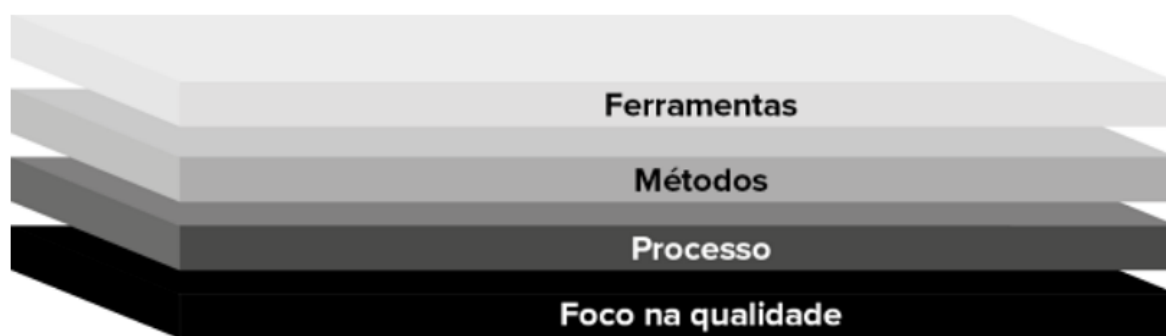 Ferramentas
Métodos
Processo
Foco na qualidade